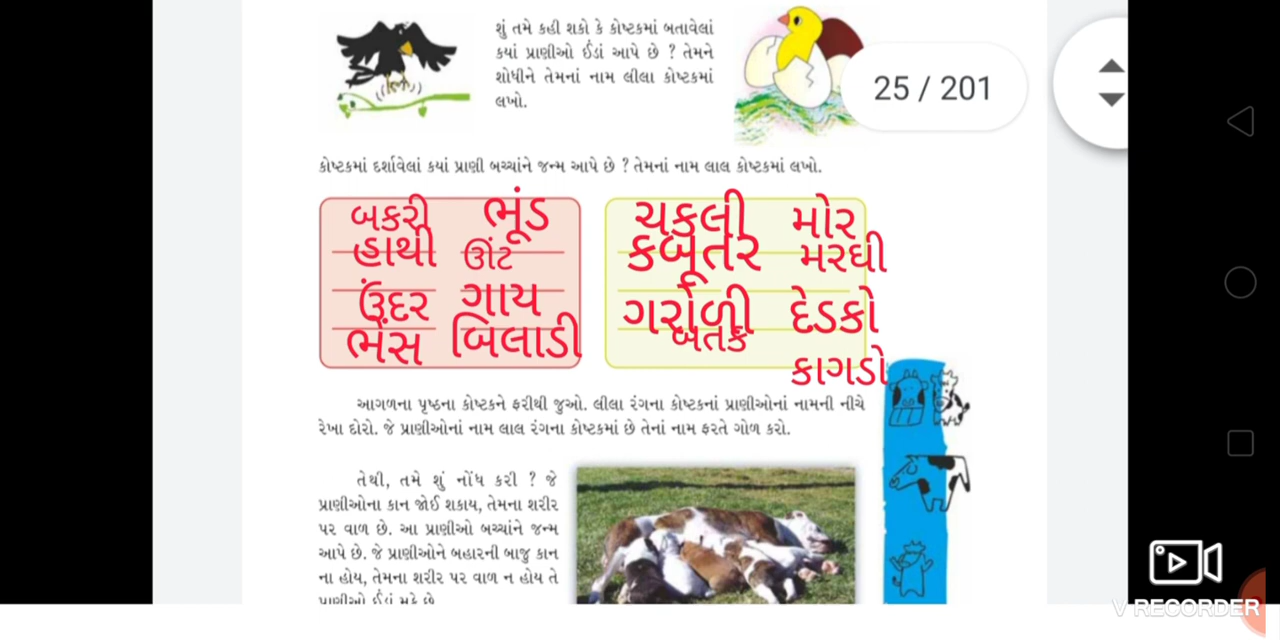 શું તમે કહી શકો કે કોષ્ટકમાં બતાવેલાં
કયાં પ્રાણીઓ ઈંડાં આપે છે ? તેમને
શોધીને તેમનાં નામ લીલા કોષ્ટકમાં
લખો.
25 / 201
કોષ્ટકમાં દર્શાવેલાં કયાં પ્રાણી બચ્ચાંને જન્મ આપે છે ? તેમનાં નામ લાલ કોષ્ટકમાં લખો.
બકરી ભૂંડ
હાથી ઊંટ
ઉંદર ગાય
ભેંસ બિલાડી
ચકલી મોર
કબૂતર મરઘી
ગરોળી દેડકો
બતક
કાગડો
આગળના પૃષ્ઠના કોષ્ટકને ફરીથી જુઓ. લીલા રંગના કોષ્ટકનાં પ્રાણીઓનાં નામની નીચે
રેખા દોરો. જે પ્રાણીઓનાં નામ લાલ રંગના કોષ્ટકમાં છે તેનાં નામ ફરતે ગોળ કરો.
તેથી, તમે શું નોંધ કરી ? જે
પ્રાણીઓના કાન જોઈ શકાય, તેમના શરીર
પર વાળ છે. આ પ્રાણીઓ બચ્ચાંને જન્મ
આપે છે. જે પ્રાણીઓને બહારની બાજુ કાન
ના હોય, તેમના શરીર પર વાળ ન હોય તે
પ્રાણીઓ ઈંડાં મૂકે છે
V RECORDER